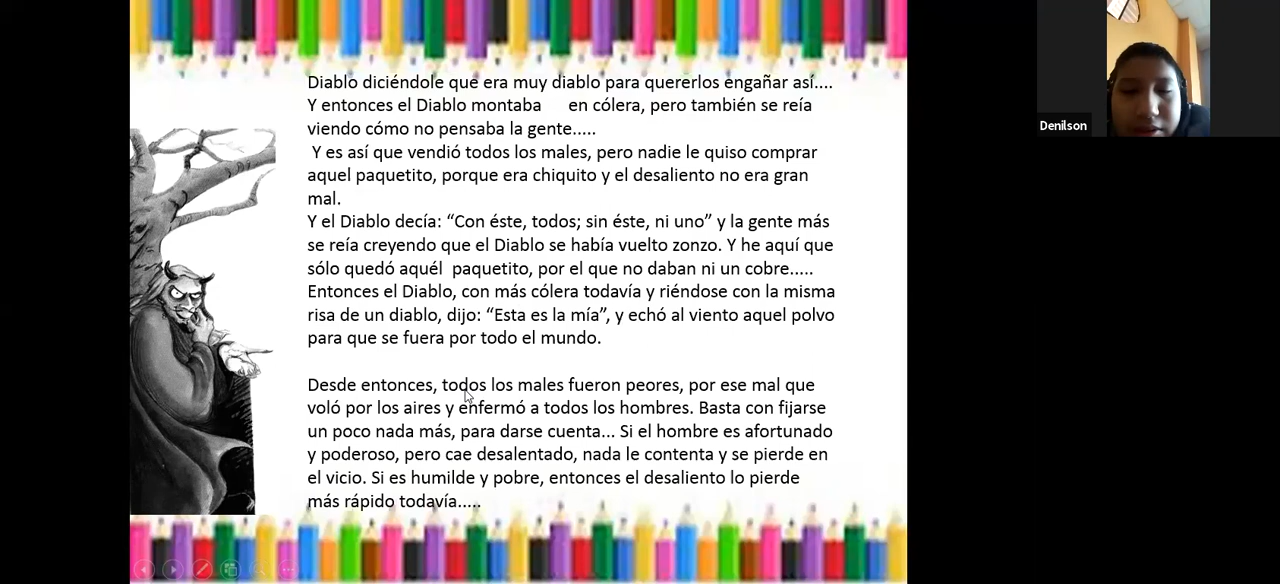 Diablo diciéndole que era muy diablo para quererlos engañar así....
Y entonces el Diablo montaba en cólera, pero también se reía
viendo cómo no pensaba la gente.....
Y es así que vendió todos los males, pero nadie le quiso comprar
aquel paquetito, porque era chiquito y el desaliento no era gran
mal.
Y el Diablo decía: “Con éste, todos; sin éste, ni uno” y la gente más
se reía creyendo que el Diablo se había vuelto zonzo. Y he aquí que
sólo quedó aquél paquetito, por el que no daban ni un cobre.....
Entonces el Diablo, con más cólera todavía y riéndose con la misma
risa de un diablo, dijo: “Esta es la mía”, y echó al viento aquel polvo
para que se fuera por todo el mundo.
Desde entonces, todos los males fueron peores, por ese mal que
voló por los aires y enfermó a todos los hombres. Basta con fijarse
un poco nada más, para darse cuenta... Si el hombre es afortunado
y poderoso, pero cae desalentado, nada le contenta y se pierde en
el vicio. Si es humilde y pobre, entonces el desaliento lo pierde
más rápido todavía.....
Denilson